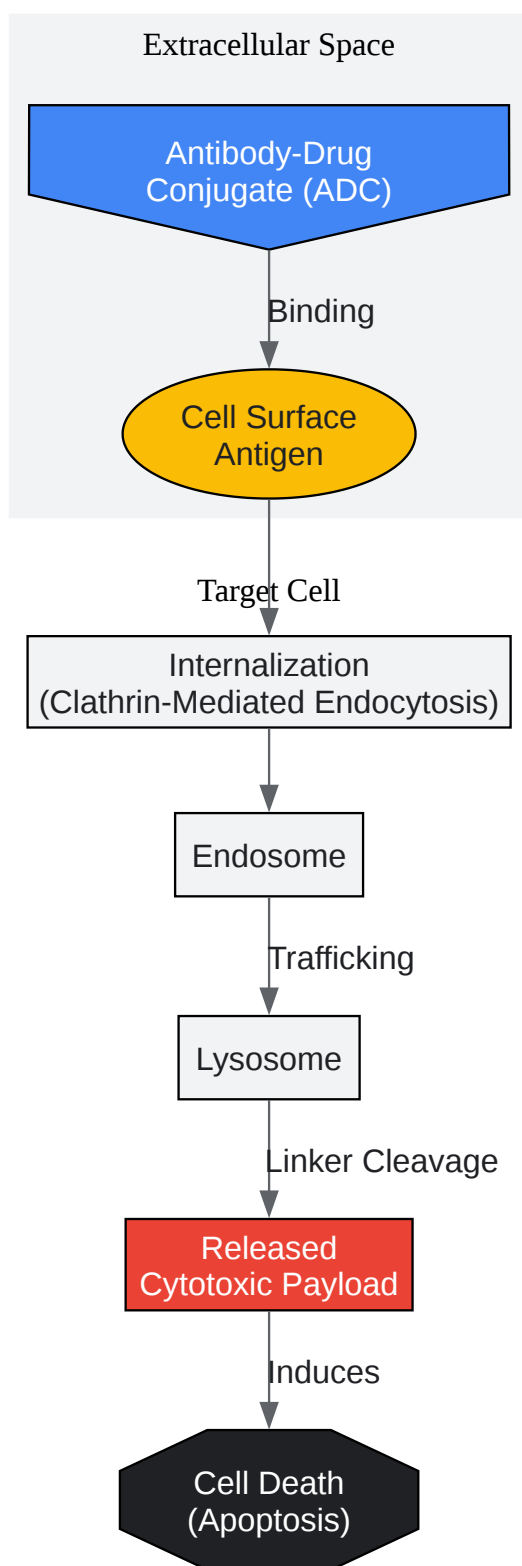 Extracellular Space
Antibody-Drug
Conjugate (ADC)
Binding
Cell Surface
Antigen
Target Cell
Internalization
(Clathrin-Mediated Endocytosis)
Endosome
Trafficking
Lysosome
Linker Cleavage
Released
Cytotoxic Payload
Induces
Cell Death
(Apoptosis)